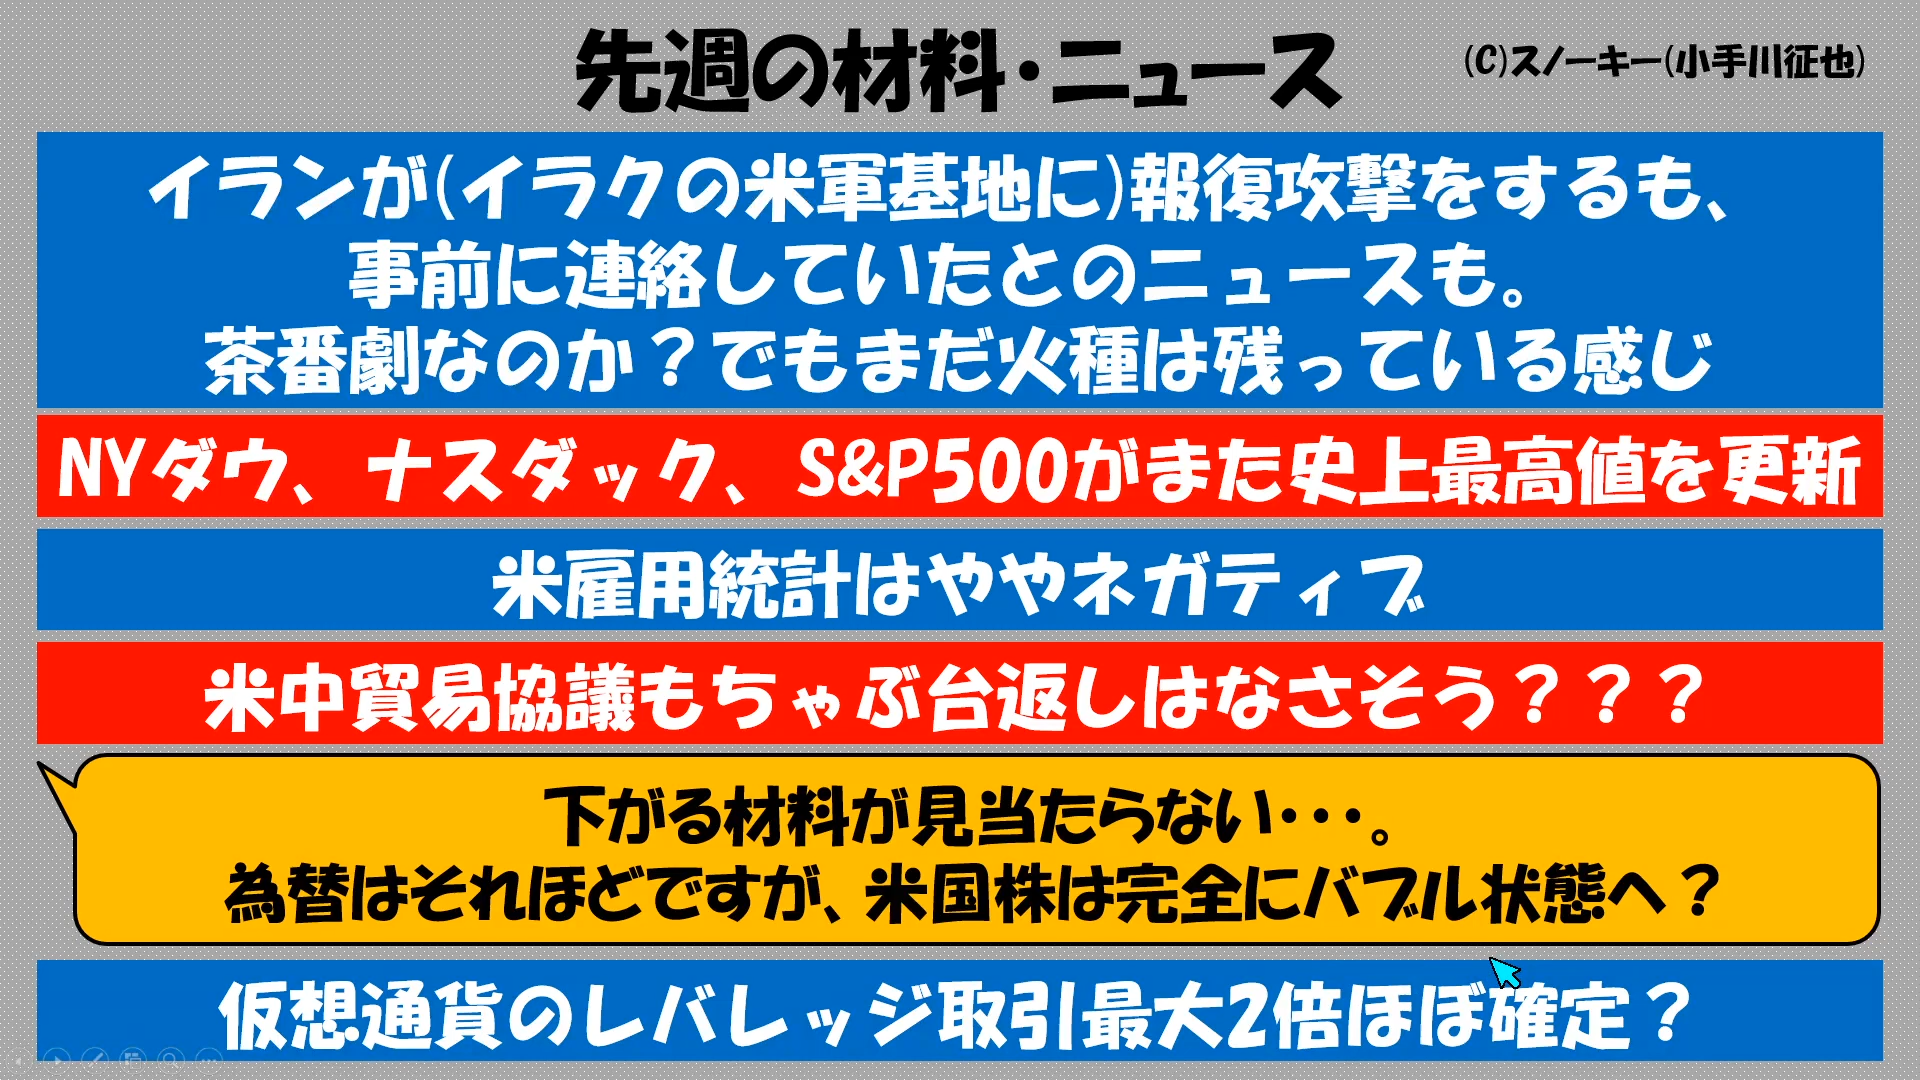 先週の材料・ニュース
(C)スノーキー(小手川征也)
イランが(イラクの米軍基地に)報復攻撃をするも、
事前に連絡していたとのニュースも。
茶番劇なのか？でもまだ火種は残っている感じ
NYダウ、ナスダック、S&P500がまた史上最高値を更新
米雇用統計はややネガティブ
米中貿易協議もちゃぶ台返しはなさそう？？？
下がる材料が見当たらない・・・。
為替はそれほどですが、米国株は完全にバブル状態へ？
仮想通貨のレバレッジ取引最大2倍ほぼ確定？